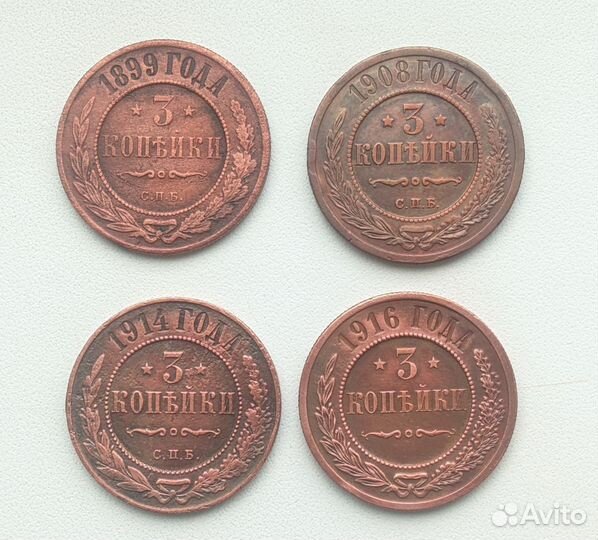 1899 ГОДА
3
КОПѢЙКИ
С.П.Б.
1908 ГОДА
3
КОПѢЙКИ
С.П.Б.
1914 ГОДА
3
КОПѢЙКИ
С.П.Б.
1916 ГОДА
3
КОПѢЙКИ
Avito